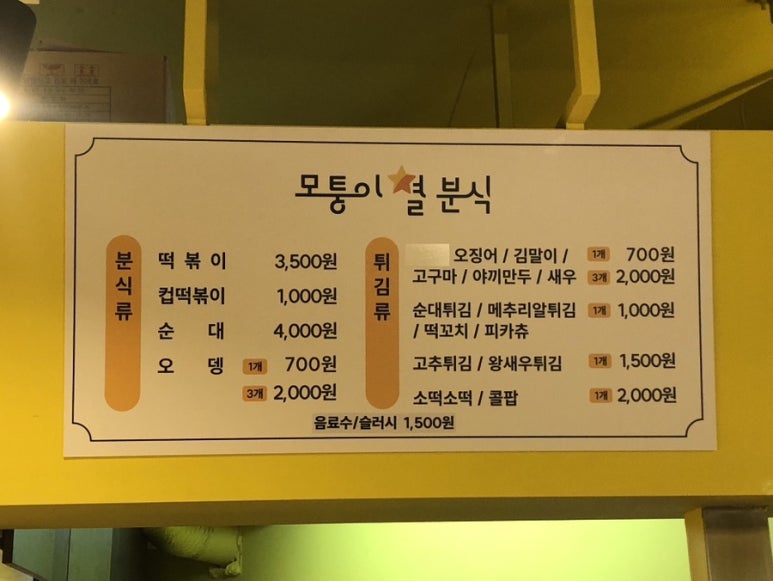 모퉁이 별 분식
분식류
떡볶이 3,500원
컵떡볶이 1,000원
순대 4,000원
오뎅 1개 700원
3개 2,000원
튀김류
오징어 / 김말이 / 1개 700원
고구마 / 야끼만두 / 새우 3개 2,000원
순대튀김 / 메추리알튀김 1개 1,000원
/ 떡꼬치 / 피카츄
고추튀김 / 왕새우튀김 1개 1,500원
소떡소떡 / 콜팝 1개 2,000원
음료수/슬러시 1,500원